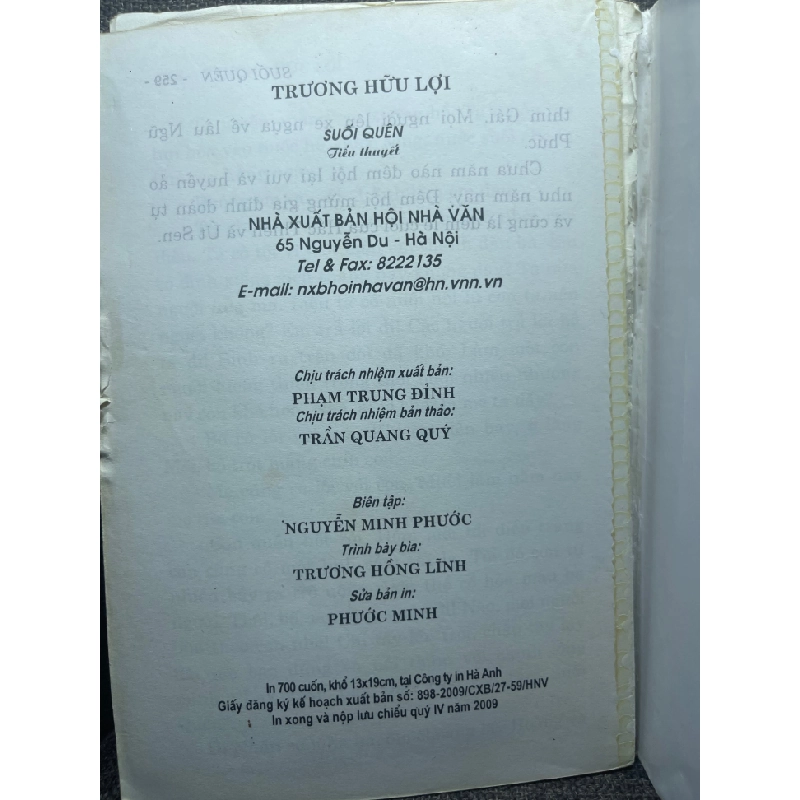 TRƯƠNG HỮU LỢI
SUỐI QUÊN
Tiểu thuyết
NHÀ XUẤT BẢN HỘI NHÀ VĂN
65 Nguyễn Du - Hà Nội
Tel & Fax: 8222135
E-mail: nxbhoinhavan@hn.vnn.vn
Chịu trách nhiệm xuất bản:
PHẠM TRUNG ĐỈNH
Chịu trách nhiệm bản thảo:
TRẦN QUANG QUÝ
Biên tập:
NGUYỄN MINH PHƯỚC
Trình bày bìa:
TRƯƠNG HỒNG LĨNH
Sửa bản in:
PHƯỚC MINH
In 700 cuốn, khổ 13x19cm, tại Công ty in Hà Anh
Giấy đăng ký kế hoạch xuất bản số: 898-2009/CXB/27-59/HNV
In xong và nộp lưu chiểu quý IV năm 2009